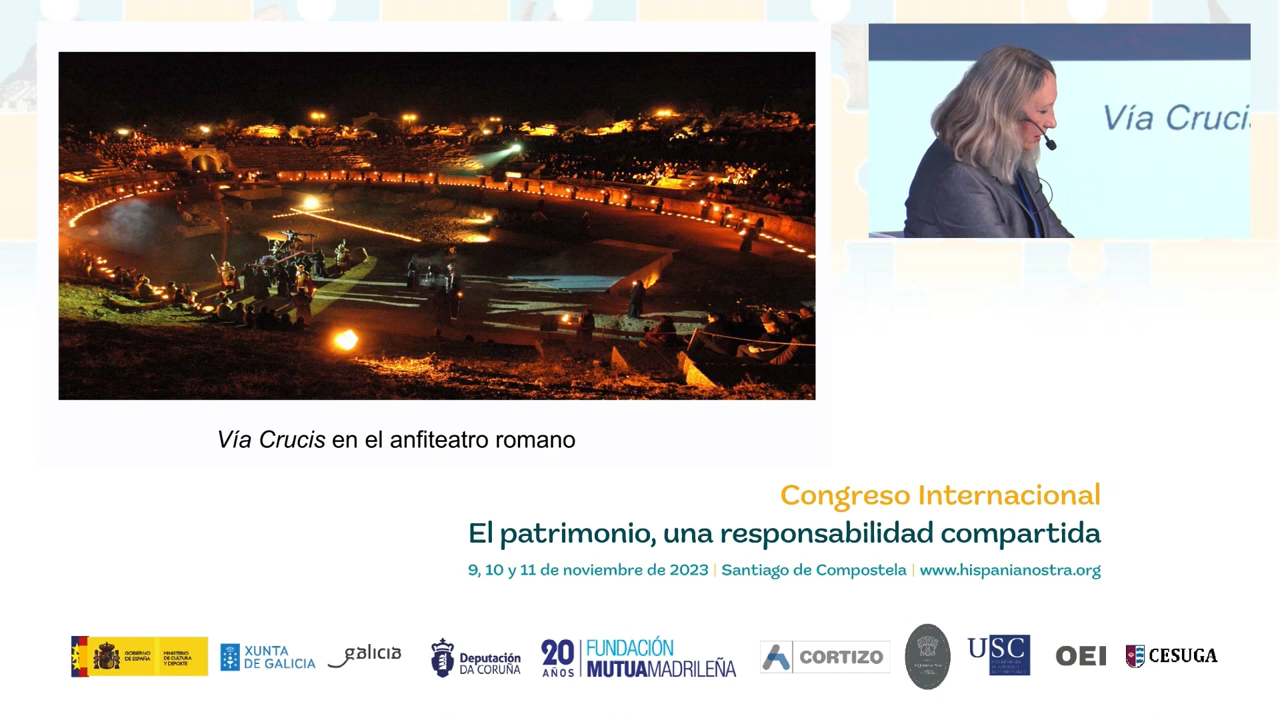 Vía Cruci
Vía Crucis en el anfiteatro romano
Congreso Internacional
El patrimonio, una responsabilidad compartida
9, 10 y 11 de noviembre de 2023 | Santiago de Compostela | www.hispanianostra.org
GOBIERNO
DE ESPAÑA
MINISTERIO
DE CULTURA
Y DEPORTE
XUNTA
DE GALICIA
galicia
Deputación
DA CORUÑA
20
AÑOS
FUNDACIÓN
MUTUAMADRILEÑA
CORTIZO
USC
OEI
CESUGA